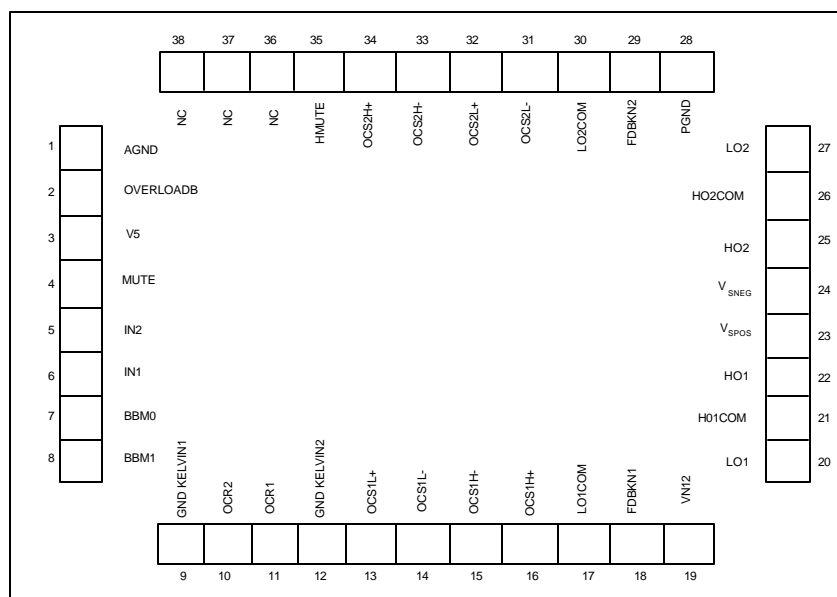 38 37 36 35 34 33 32 31 30 29 28
NC NC NC HMUTE OCS2H+ OCS2H- OCS2L+ OCS2L- LO2COM FDBKN2 PGND
1 AGND
2 OVERLOADB
3 V5
4 MUTE
5 IN2
6 IN1
7 BBM0
8 BBM1
LO2 27
HO2COM 26
HO2 25
VSNEG 24
VSPOS 23
HO1 22
H01COM 21
LO1 20
GND KELVIN1 OCR2 OCR1 GND KELVIN2 OCS1L+ OCS1L- OCS1H- OCS1H+ LO1COM FDBKN1 VN12
9 10 11 12 13 14 15 16 17 18 19